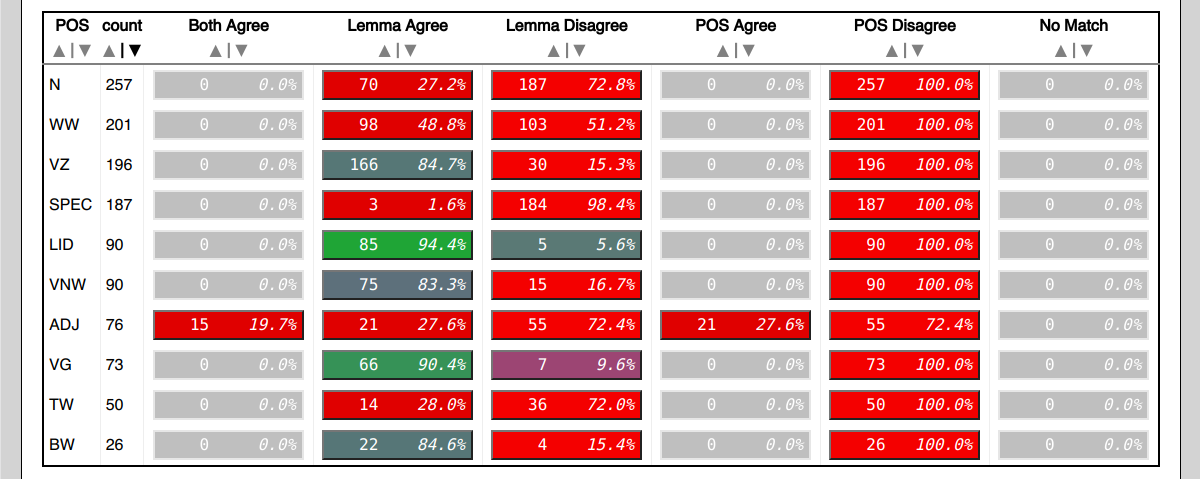 POS count Both Agree Lemma Agree Lemma Disagree POS Agree POS Disagree No Match
▲|▼ ▲|▼ ▲|▼ ▲|▼ ▲|▼ ▲|▼ ▲|▼ ▲|▼
N 257 0 0.0% 70 27.2% 187 72.8% 0 0.0% 257 100.0% 0 0.0%
WW 201 0 0.0% 98 48.8% 103 51.2% 0 0.0% 201 100.0% 0 0.0%
VZ 196 0 0.0% 166 84.7% 30 15.3% 0 0.0% 196 100.0% 0 0.0%
SPEC 187 0 0.0% 3 1.6% 184 98.4% 0 0.0% 187 100.0% 0 0.0%
LID 90 0 0.0% 85 94.4% 5 5.6% 0 0.0% 90 100.0% 0 0.0%
VNW 90 0 0.0% 75 83.3% 15 16.7% 0 0.0% 90 100.0% 0 0.0%
ADJ 76 15 19.7% 21 27.6% 55 72.4% 21 27.6% 55 72.4% 0 0.0%
VG 73 0 0.0% 66 90.4% 7 9.6% 0 0.0% 73 100.0% 0 0.0%
TW 50 0 0.0% 14 28.0% 36 72.0% 0 0.0% 50 100.0% 0 0.0%
BW 26 0 0.0% 22 84.6% 4 15.4% 0 0.0% 26 100.0% 0 0.0%